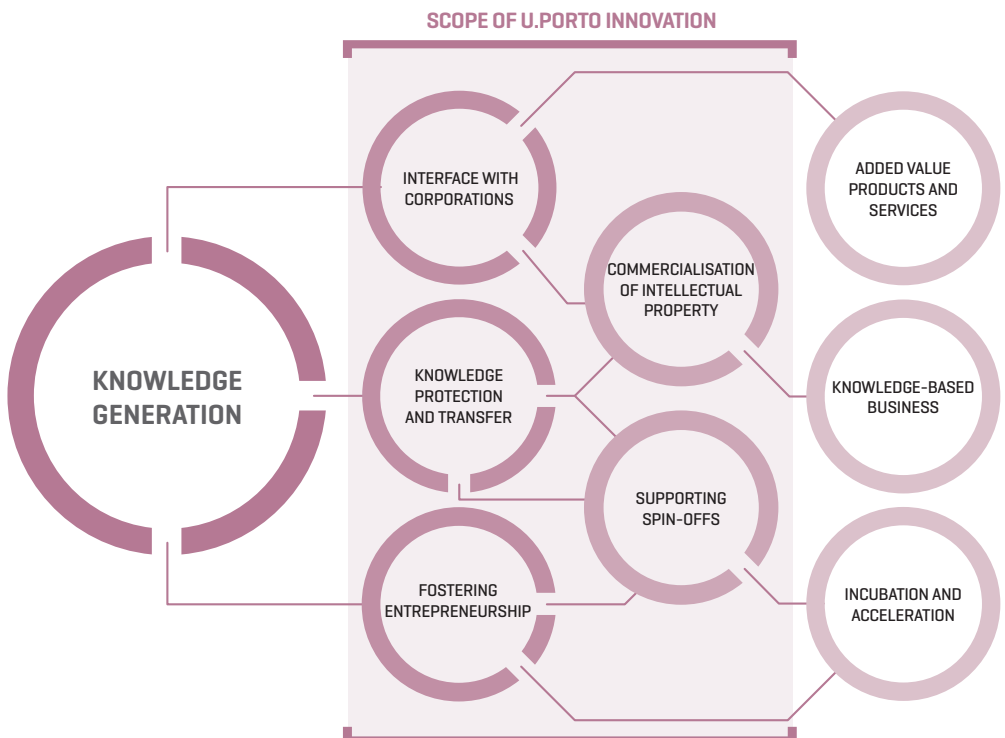 SCOPE OF U.PORTO INNOVATION
INTERFACE WITH
CORPORATIONS
ADDED VALUE
PRODUCTS AND
SERVICES
COMMERCIALISATION
OF INTELLECTUAL
PROPERTY
KNOWLEDGE
GENERATION
KNOWLEDGE
PROTECTION
AND TRANSFER
KNOWLEDGE-BASED
BUSINESS
SUPPORTING
SPIN-OFFS
FOSTERING
ENTREPRENEURSHIP
INCUBATION AND
ACCELERATION